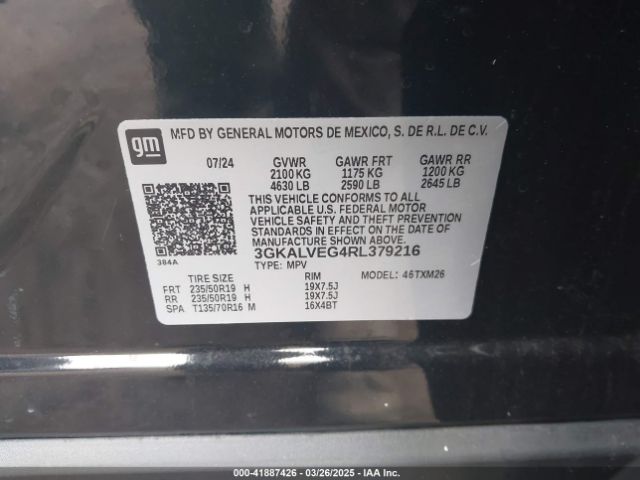 gm MFD BY GENERAL MOTORS DE MEXICO, S. DE R.L. DE C.V.
07/24 GVWR GAWR FRT GAWR RR
2100 KG 1175 KG 1200 KG
4630 LB 2590 LB 2645 LB
THIS VEHICLE CONFORMS TO ALL
APPLICABLE U.S. FEDERAL MOTOR
VEHICLE SAFETY AND THEFT PREVENTION
STANDARDS IN EFFECT ON THE DATE OF
MANUFACTURE SHOWN ABOVE.
3GKALVEG4RL379216
384A TYPE: MPV MODEL: 46TXM26
TIRE SIZE RIM
FRT 235/50R19 H 19X7.5J
RR 235/50R19 H 19X7.5J
SPA T135/70R16 M 16X4BT
000-41887426 03/26/2025 IAAI.COM